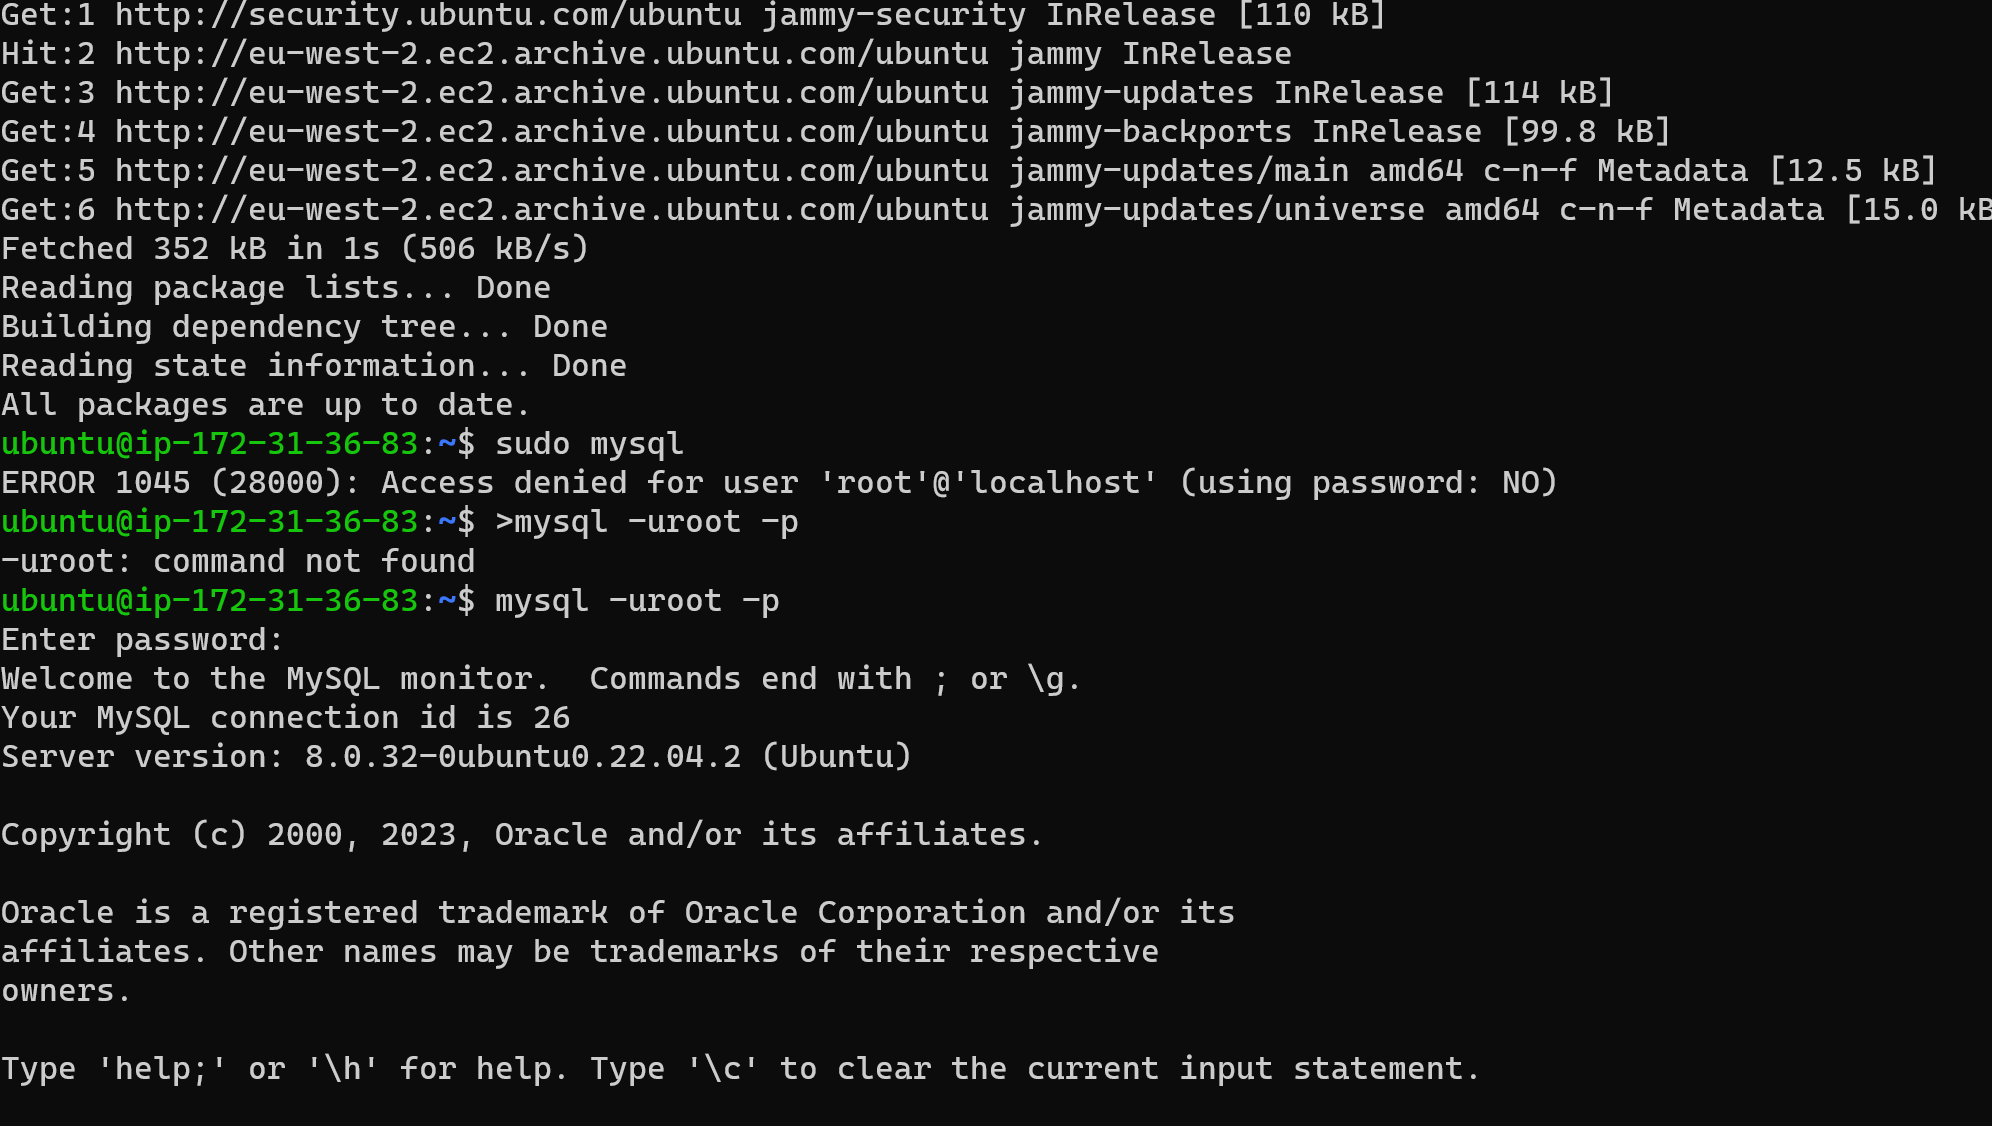 Get:1 http://security.ubuntu.com/ubuntu jammy-security InRelease [110 kB]
Hit:2 http://eu-west-2.ec2.archive.ubuntu.com/ubuntu jammy InRelease
Get:3 http://eu-west-2.ec2.archive.ubuntu.com/ubuntu jammy-updates InRelease [114 kB]
Get:4 http://eu-west-2.ec2.archive.ubuntu.com/ubuntu jammy-backports InRelease [99.8 kB]
Get:5 http://eu-west-2.ec2.archive.ubuntu.com/ubuntu jammy-updates/main amd64 c-n-f Metadata [12.5 kB]
Get:6 http://eu-west-2.ec2.archive.ubuntu.com/ubuntu jammy-updates/universe amd64 c-n-f Metadata [15.0 kB
Fetched 352 kB in 1s (506 kB/s)
Reading package lists... Done
Building dependency tree... Done
Reading state information... Done
All packages are up to date.
ubuntu@ip-172-31-36-83:~$ sudo mysql
ERROR 1045 (28000): Access denied for user 'root'@'localhost' (using password: NO)
ubuntu@ip-172-31-36-83:~$ >mysql -uroot -p
-uroot: command not found
ubuntu@ip-172-31-36-83:~$ mysql -uroot -p
Enter password:
Welcome to the MySQL monitor.  Commands end with ; or \g.
Your MySQL connection id is 26
Server version: 8.0.32-0ubuntu0.22.04.2 (Ubuntu)
Copyright (c) 2000, 2023, Oracle and/or its affiliates.
Oracle is a registered trademark of Oracle Corporation and/or its
affiliates. Other names may be trademarks of their respective
owners.
Type 'help;' or '\h' for help. Type '\c' to clear the current input statement.